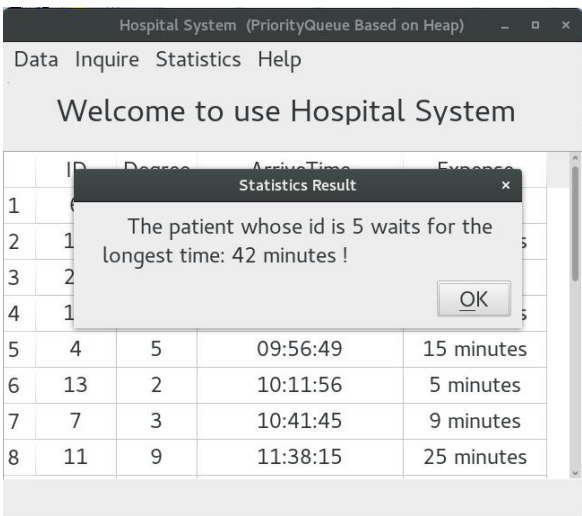 Hospital System (PriorityQueue Based on Heap)
Data Inquire Statistics Help
Welcome to use Hospital System
ID Degree ArriveTime Expense
Statistics Result
The patient whose id is 5 waits for the
longest time: 42 minutes !
OK
1
2
3
4
5 4 5 09:56:49 15 minutes
6 13 2 10:11:56 5 minutes
7 7 3 10:41:45 9 minutes
8 11 9 11:38:15 25 minutes